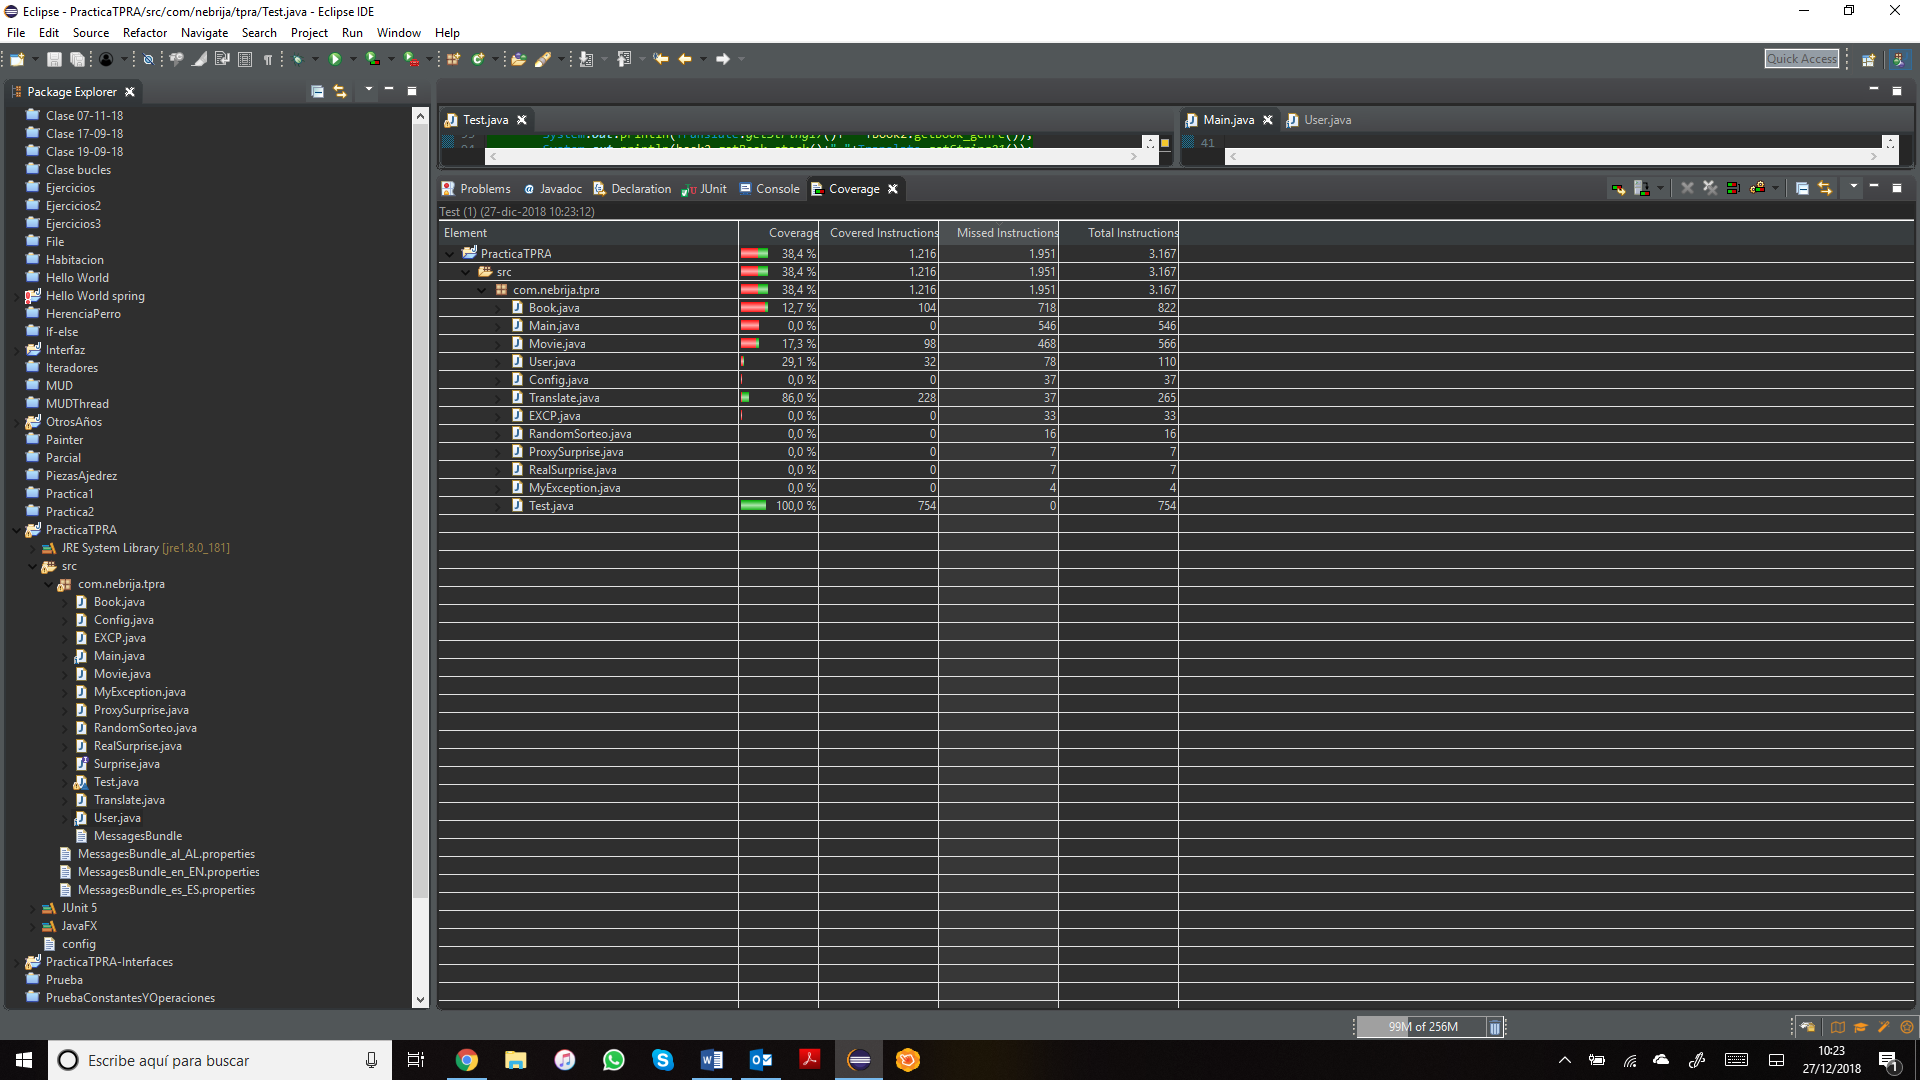 Eclipse - PracticaTPRA/src/com/nebrija/tpra/Test.java - Eclipse IDE
File Edit Source Refactor Navigate Search Project Run Window Help
Quick Access
Package Explorer
Clase 07-11-18
Clase 17-09-18
Clase 19-09-18
Clase bucles
Ejercicios
Ejercicios2
Ejercicios3
File
Habitacion
Hello World
Hello World spring
HerenciaPerro
If-else
Interfaz
Iteradores
MUD
MUDThread
OtrosAños
Painter
Parcial
PiezasAjedrez
Practica1
Practica2
PracticaTPRA
JRE System Library [jre1.8.0_181]
src
com.nebrija.tpra
Book.java
Config.java
EXCP.java
Main.java
Movie.java
MyException.java
ProxySurprise.java
RandomSorteo.java
RealSurprise.java
Surprise.java
Test.java
Translate.java
User.java
MessagesBundle
MessagesBundle_al_AL.properties
MessagesBundle_en_EN.properties
MessagesBundle_es_ES.properties
JUnit 5
JavaFX
config
PracticaTPRA-Interfaces
Prueba
PruebaConstantesYOperaciones
Test.java
Main.java User.java
41
Problems Javadoc Declaration JUnit Console Coverage
Test (1) (27-dic-2018 10:23:12)
Element Coverage Covered Instructions Missed Instructions Total Instructions
PracticaTPRA 38,4 % 1.216 1.951 3.167
src 38,4 % 1.216 1.951 3.167
com.nebrija.tpra 38,4 % 1.216 1.951 3.167
Book.java 12,7 % 104 718 822
Main.java 0,0 % 0 546 546
Movie.java 17,3 % 98 468 566
User.java 29,1 % 32 78 110
Config.java 0,0 % 0 37 37
Translate.java 86,0 % 228 37 265
EXCP.java 0,0 % 0 33 33
RandomSorteo.java 0,0 % 0 16 16
ProxySurprise.java 0,0 % 0 7 7
RealSurprise.java 0,0 % 0 7 7
MyException.java 0,0 % 0 4 4
Test.java 100,0 % 754 0 754
99M of 256M
Escribe aquí para buscar
10:23
27/12/2018
1